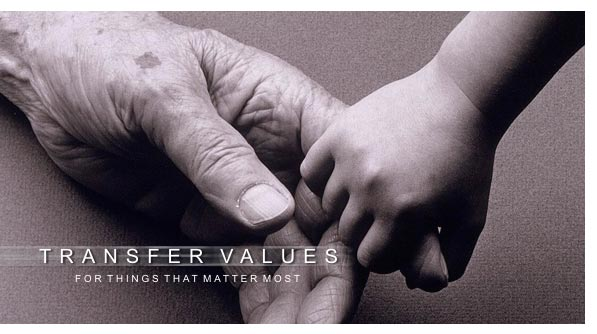 TRANSFER VALUES
FOR THINGS THAT MATTER MOST